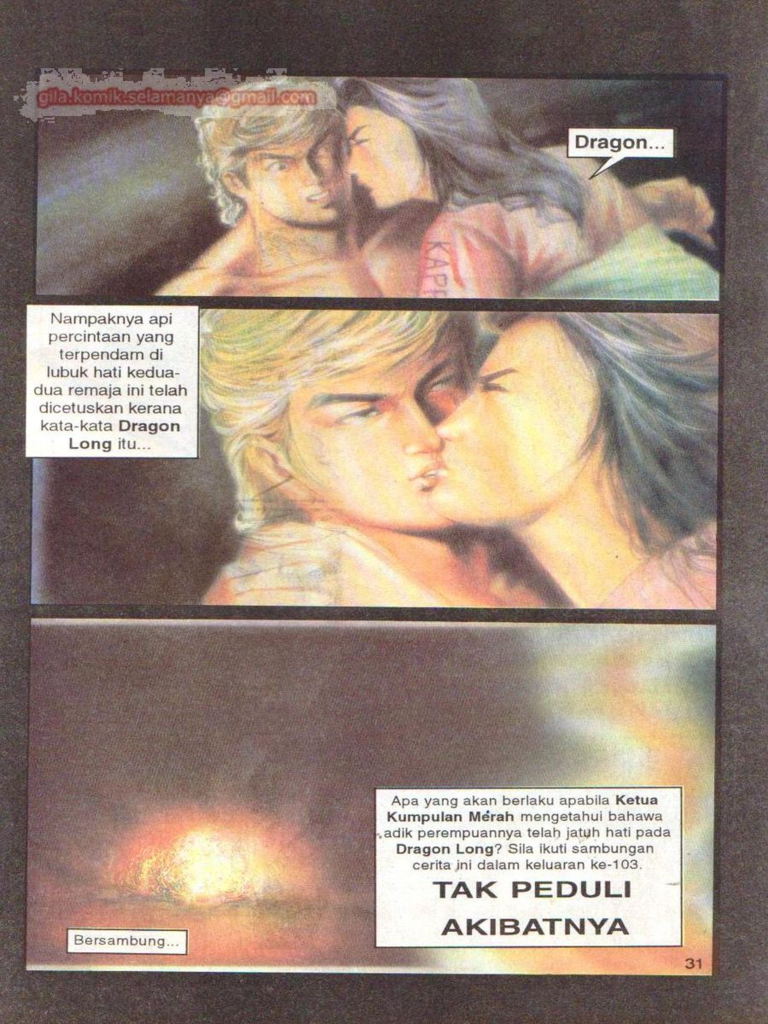 gila.komik.selamanya@gmail.com
Dragon...
KAPP
Nampaknya api
percintaan yang
terpendam di
lubuk hati kedua-
dua remaja ini telah
dicetuskan kerana
kata-kata Dragon
Long itu...
Apa yang akan berlaku apabila Ketua
Kumpulan Merah mengetahui bahawa
adik perempuannya telah jatuh hati pada
Dragon Long? Sila ikuti sambungan
cerita ini dalam keluaran ke-103.
TAK PEDULI
AKIBATNYA
Bersambung...
31